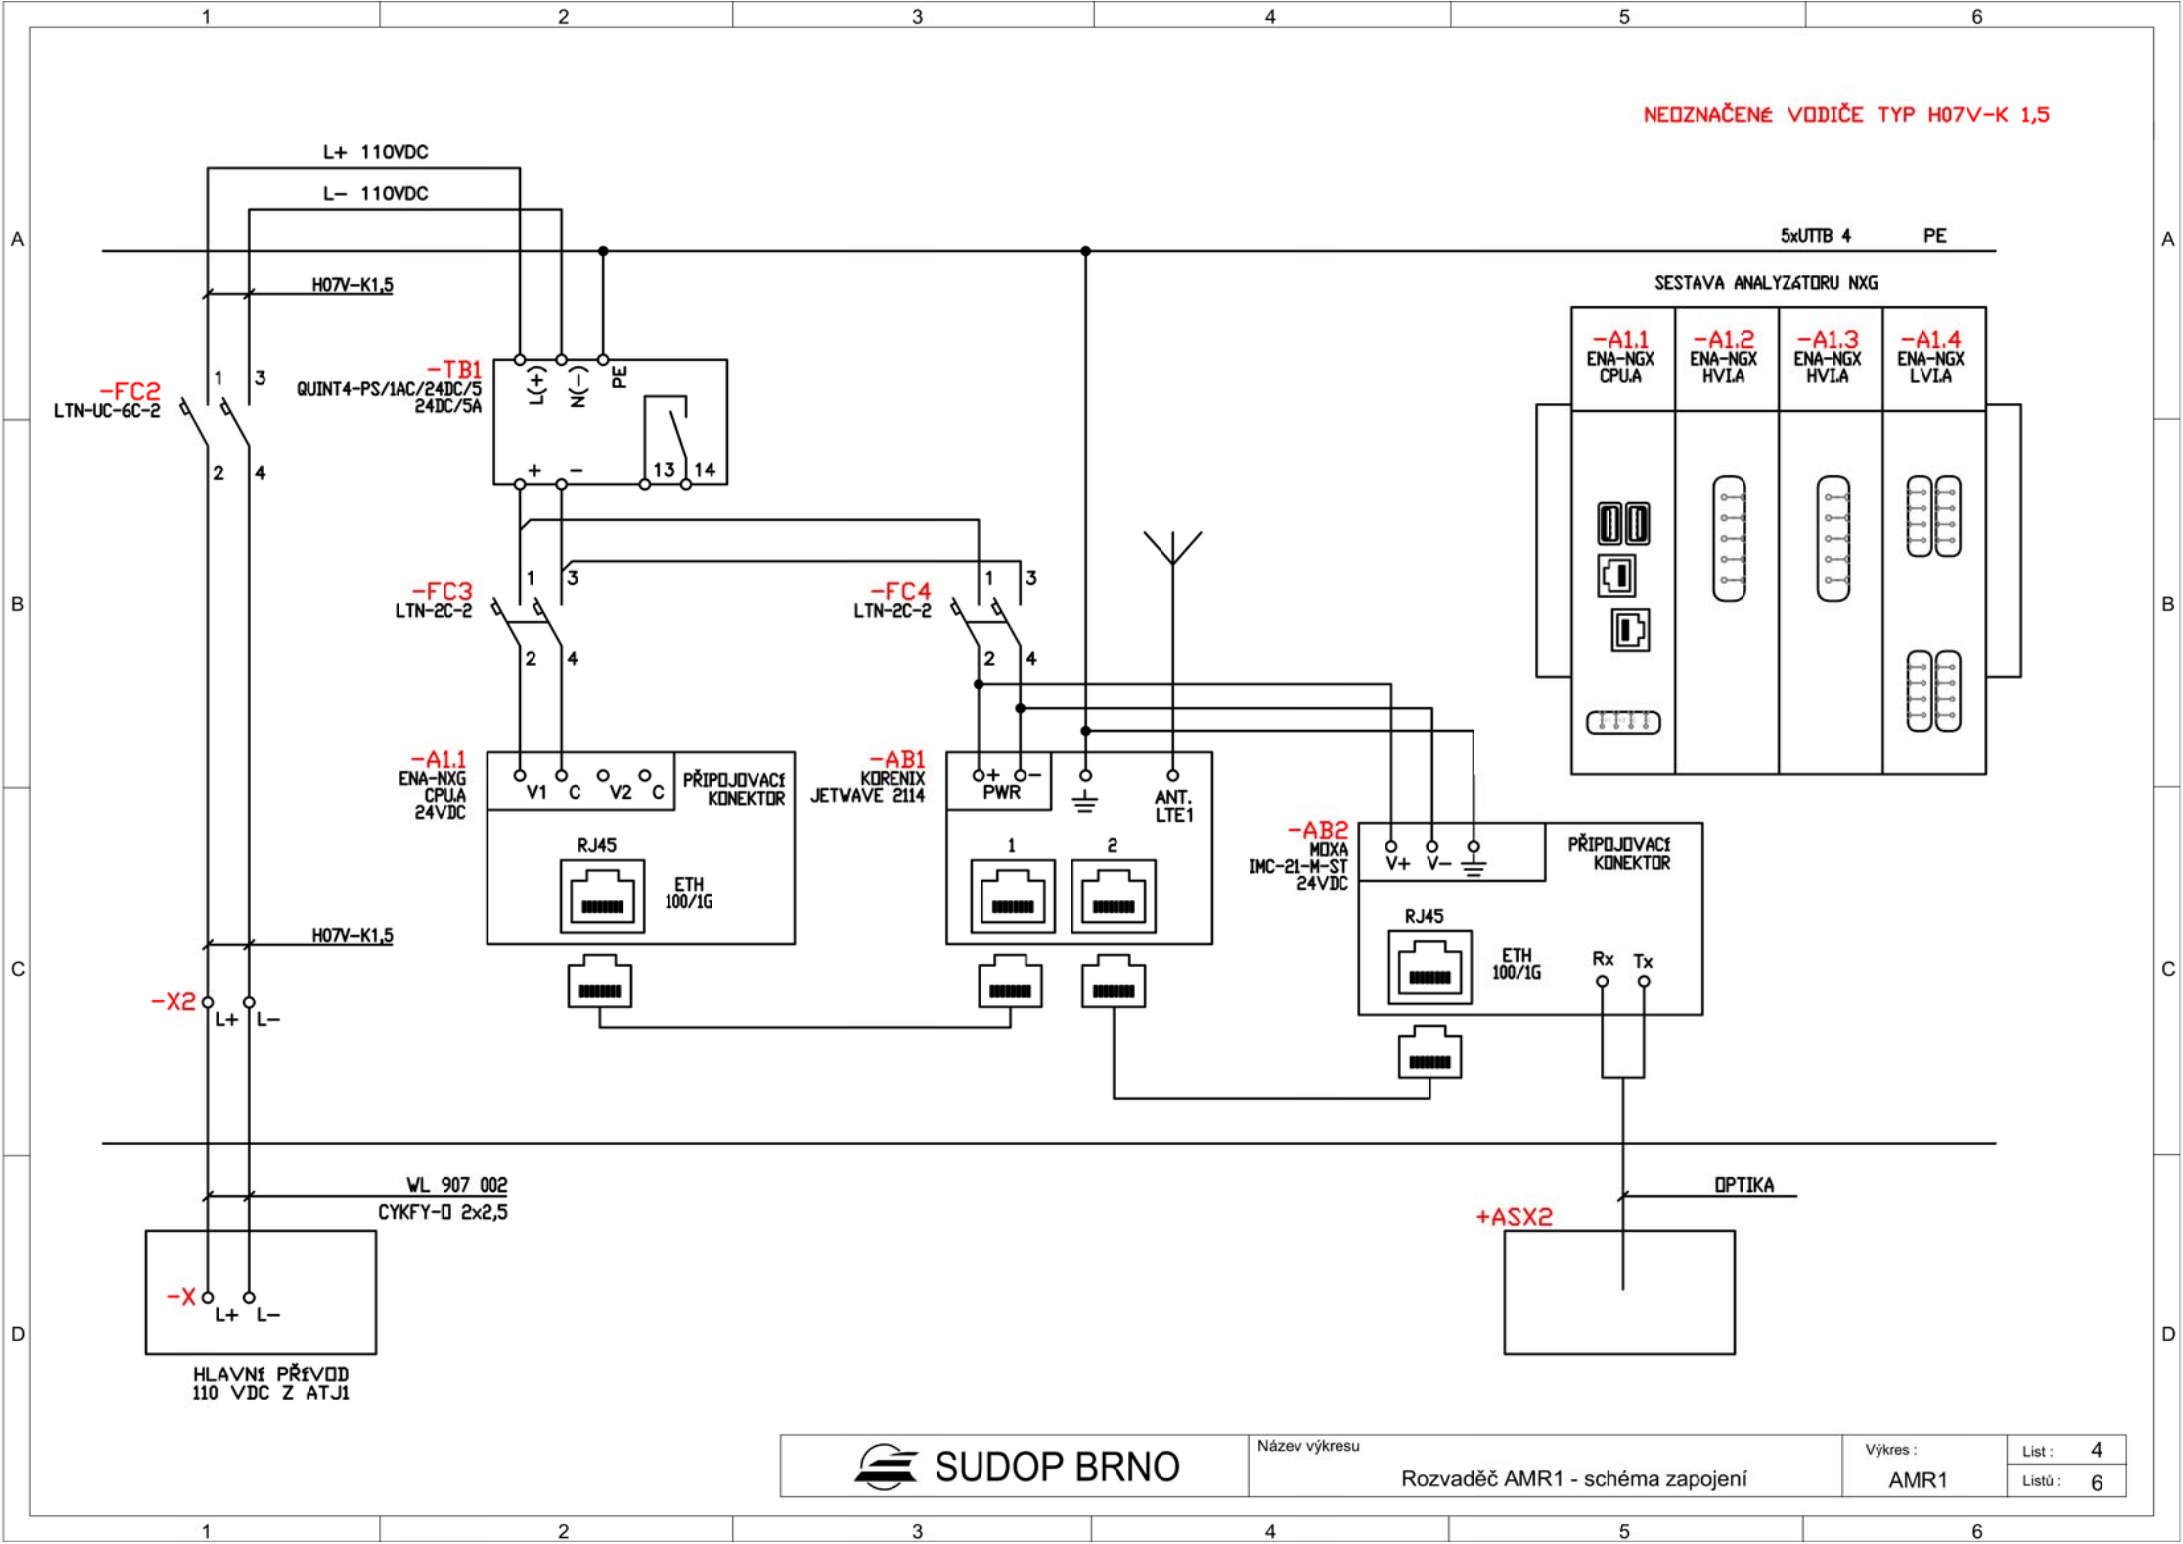 1 2 3 4 5 6
NEOZNAČENÉ VODIČE TYP H07V-K 1,5
L+ 110VDC
L- 110VDC
A
5xUTTB 4 PE
A
H07V-K1,5
SESTAVA ANALYZÁTORU NXG
-A1.1
ENA-NGX
CPU.A
-A1.2
ENA-NGX
HVI.A
-A1.3
ENA-NGX
HVI.A
-A1.4
ENA-NGX
LVI.A
-FC2
LTN-UC-6C-2
1 3
2 4
-TB1
QUINT4-PS/1AC/24DC/5
24DC/5A
L(+) N(-) PE
+ - 13 14
B
-FC3
LTN-2C-2
1 3
2 4
-FC4
LTN-2C-2
1 3
2 4
B
-A1.1
ENA-NXG
CPU.A
24VDC
V1 C V2 C
PŘIPOJOVACÍ
KONEKTOR
RJ45
ETH
100/1G
-AB1
KORENIX
JETWAVE 2114
+ -
PWR
ANT.
LTE1
1 2
-AB2
MOXA
IMC-21-M-ST
24VDC
V+ V-
PŘIPOJOVACÍ
KONEKTOR
RJ45
ETH
100/1G
Rx Tx
H07V-K1,5
C
C
-X2
L+ L-
WL 907 002
CYKFY-O 2x2,5
OPTIKA
+ASX2
-X
L+ L-
D
D
HLAVNÍ PŘÍVOD
110 VDC Z ATJ1
SUDOP BRNO
Název výkresu
Rozvaděč AMR1 - schéma zapojení
Výkres :
AMR1
List : 4
Listů : 6
1 2 3 4 5 6